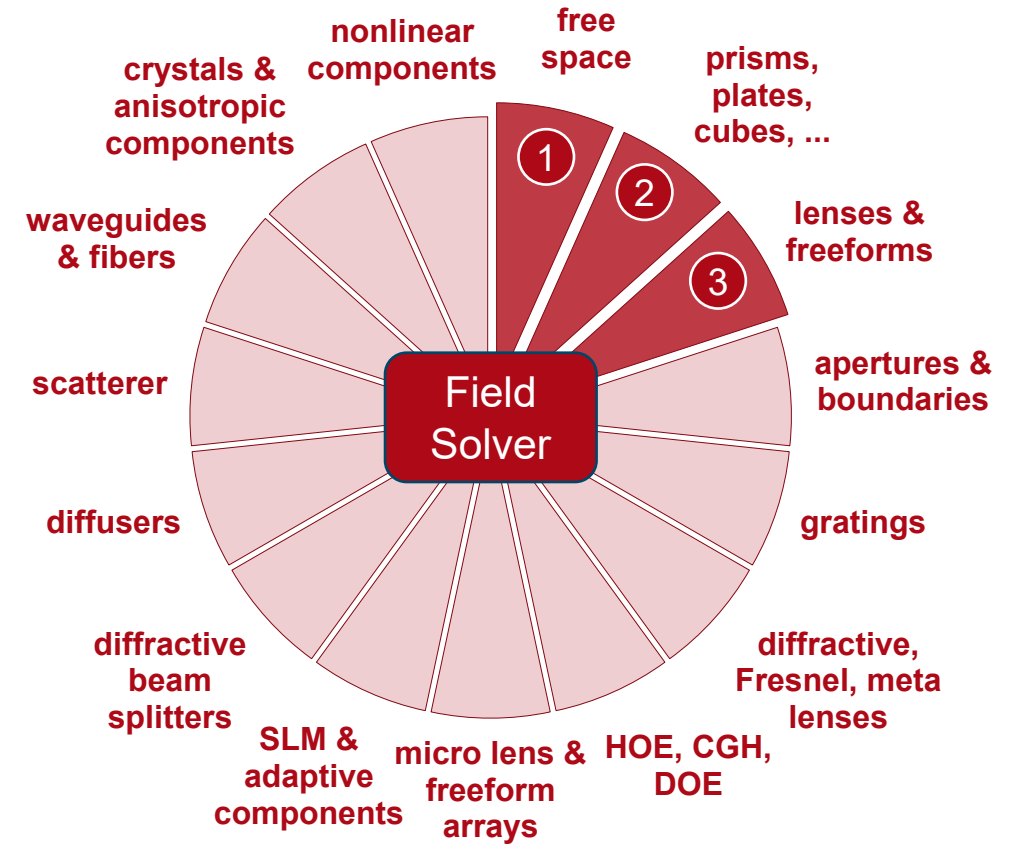 free
space
prisms,
plates,
cubes, ...
lenses &
freeforms
apertures &
boundaries
gratings
diffractive,
Fresnel, meta
lenses
HOE, CGH,
DOE
micro lens &
freeform
arrays
SLM &
adaptive
components
diffractive
beam
splitters
diffusers
scatterer
waveguides
& fibers
crystals &
anisotropic
components
nonlinear
components
1
2
3
Field
Solver